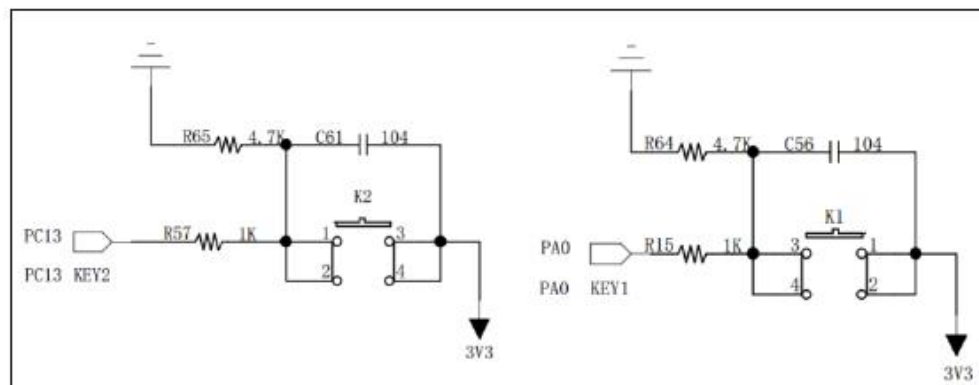 R65 4.7K C61 104
K2
PC13 R57 1K 1 3
PC13 KEY2 2 4
3V3
R64 4.7K C56 104
K1
PA0 R15 1K 3 1
PA0 KEY1 4 2
3V3